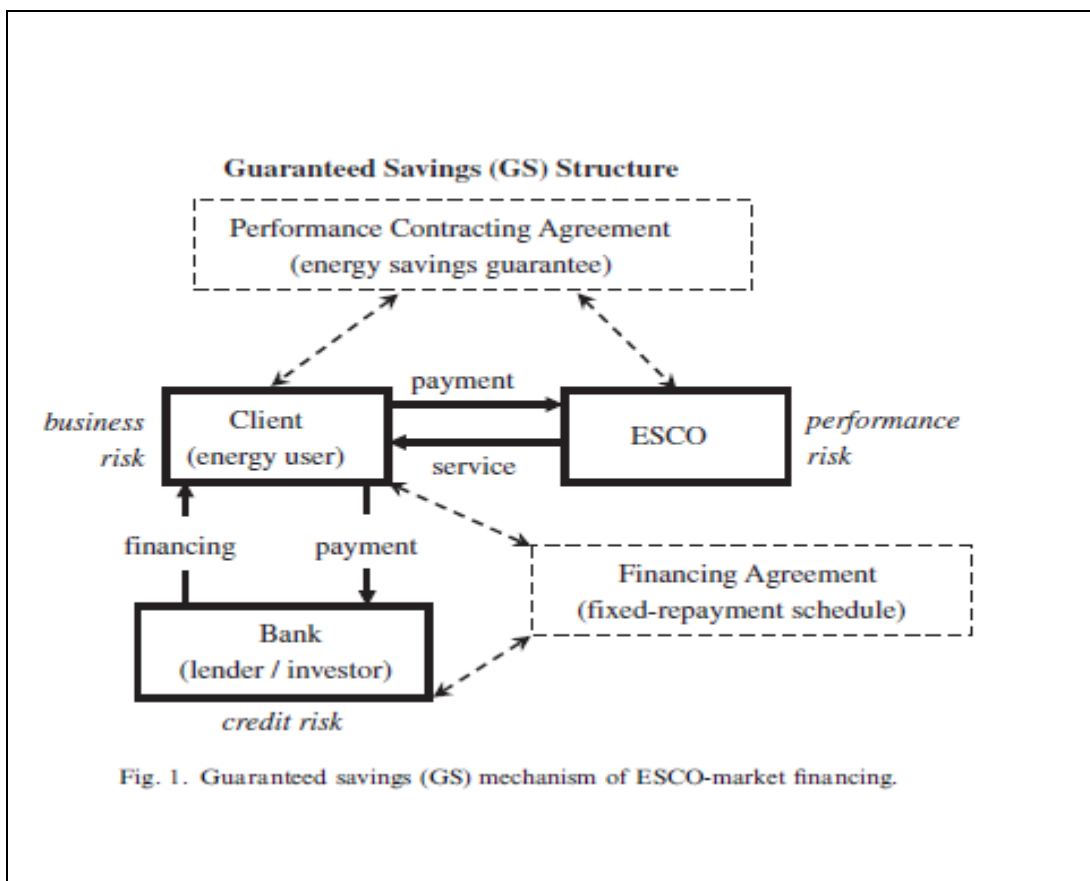 Guaranteed Savings (GS) Structure
Performance Contracting Agreement
(energy savings guarantee)
payment
business
risk
Client
(energy user)
ESCO
performance
risk
service
financing
payment
Financing Agreement
(fixed-repayment schedule)
Bank
(lender / investor)
credit risk
Fig. 1. Guaranteed savings (GS) mechanism of ESCO-market financing.